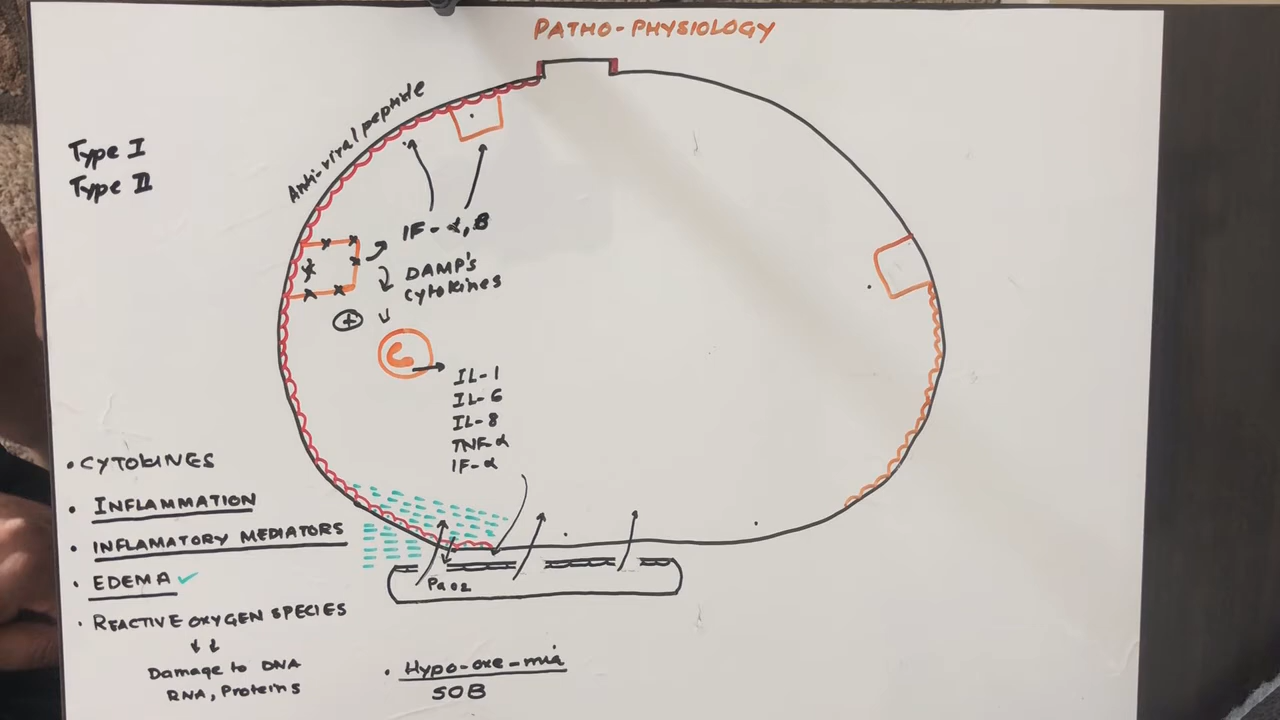 PATHO-PHYSIOLOGY
Anti-viral peptide
Type I
Type II
IF-α,B
DAMP's
Cytokines
+
IL-1
IL-6
IL-8
TNF-α
IF-α
• CYTOKINES
• INFLAMMATION
• INFLAMATORY MEDIATORS
• EDEMA ✓
• REACTIVE OXYGEN SPECIES
↓ ↓
Damage to DNA
RNA, Proteins
PaO2
• Hypo-oxe-mia
SOB